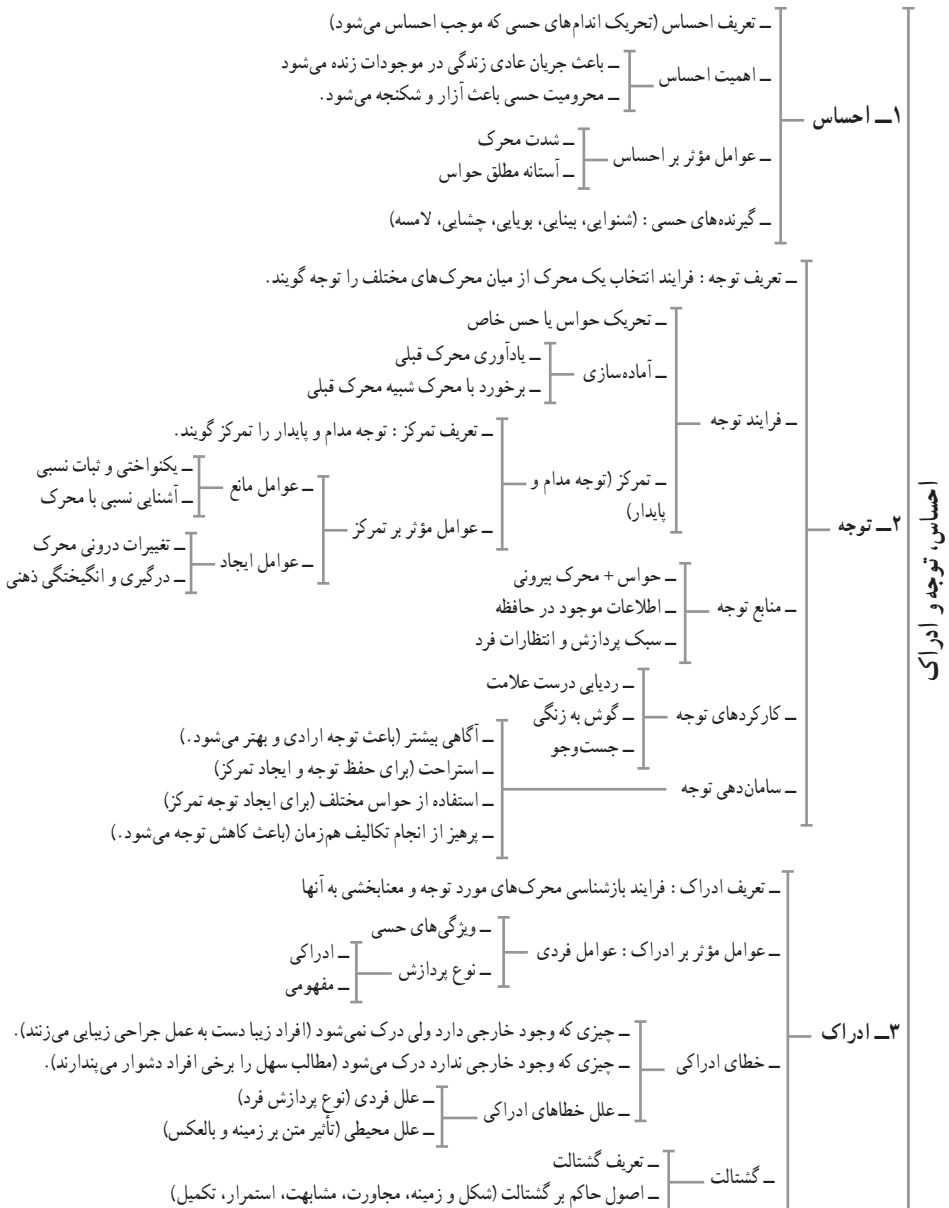 احساس، توجه و ادراک
۱ــ احساس
ــ تعریف احساس (تحریک اندام‌های حسی که موجب احساس می‌شود)
ــ اهمیت احساس
ــ باعث جریان عادی زندگی در موجودات زنده می‌شود
ــ محرومیت حسی باعث آزار و شکنجه می‌شود.
ــ عوامل مؤثر بر احساس
ــ شدت محرک
ــ آستانه مطلق حواس
ــ گیرنده‌های حسی : (شنوایی، بینایی، بویایی، چشایی، لامسه)
۲ــ توجه
ــ تعریف توجه : فرایند انتخاب یک محرک از میان محرک‌های مختلف را توجه گویند.
ــ فرایند توجه
ــ تحریک حواس یا حس خاص
ــ آماده‌سازی
ــ یادآوری محرک قبلی
ــ برخورد با محرک شبیه محرک قبلی
ــ تمرکز (توجه مدام و
پایدار)
ــ تعریف تمرکز : توجه مدام و پایدار را تمرکز گویند.
ــ عوامل مؤثر بر تمرکز
ــ عوامل مانع
ــ یکنواختی و ثبات نسبی
ــ آشنایی نسبی با محرک
ــ عوامل ایجاد
ــ تغییرات درونی محرک
ــ درگیری و انگیختگی ذهنی
ــ منابع توجه
ــ حواس + محرک بیرونی
ــ اطلاعات موجود در حافظه
ــ سبک پردازش و انتظارات فرد
ــ کارکردهای توجه
ــ ردیابی درست علامت
ــ گوش به زنگی
ــ جست‌وجو
ــ سامان‌دهی توجه
ــ آگاهی بیشتر (باعث توجه ارادی و بهتر می‌شود.)
ــ استراحت (برای حفظ توجه و ایجاد تمرکز)
ــ استفاده از حواس مختلف (برای ایجاد توجه تمرکز)
ــ پرهیز از انجام تکالیف هم‌زمان (باعث کاهش توجه می‌شود.)
۳ــ ادراک
ــ تعریف ادراک : فرایند بازشناسی محرک‌های مورد توجه و معنابخشی به آنها
ــ عوامل مؤثر بر ادراک : عوامل فردی
ــ ویژگی‌های حسی
ــ نوع پردازش
ــ ادراکی
ــ مفهومی
ــ خطای ادراکی
ــ چیزی که وجود خارجی دارد ولی درک نمی‌شود (افراد زیبا دست به عمل جراحی زیبایی می‌زنند).
ــ چیزی که وجود خارجی ندارد درک می‌شود (مطالب سهل را برخی افراد دشوار می‌پندارند).
ــ علل خطاهای ادراکی
ــ علل فردی (نوع پردازش فرد)
ــ علل محیطی (تأثیر متن بر زمینه و بالعکس)
ــ گشتالت
ــ تعریف گشتالت
ــ اصول حاکم بر گشتالت (شکل و زمینه، مجاورت، مشابهت، استمرار، تکمیل)